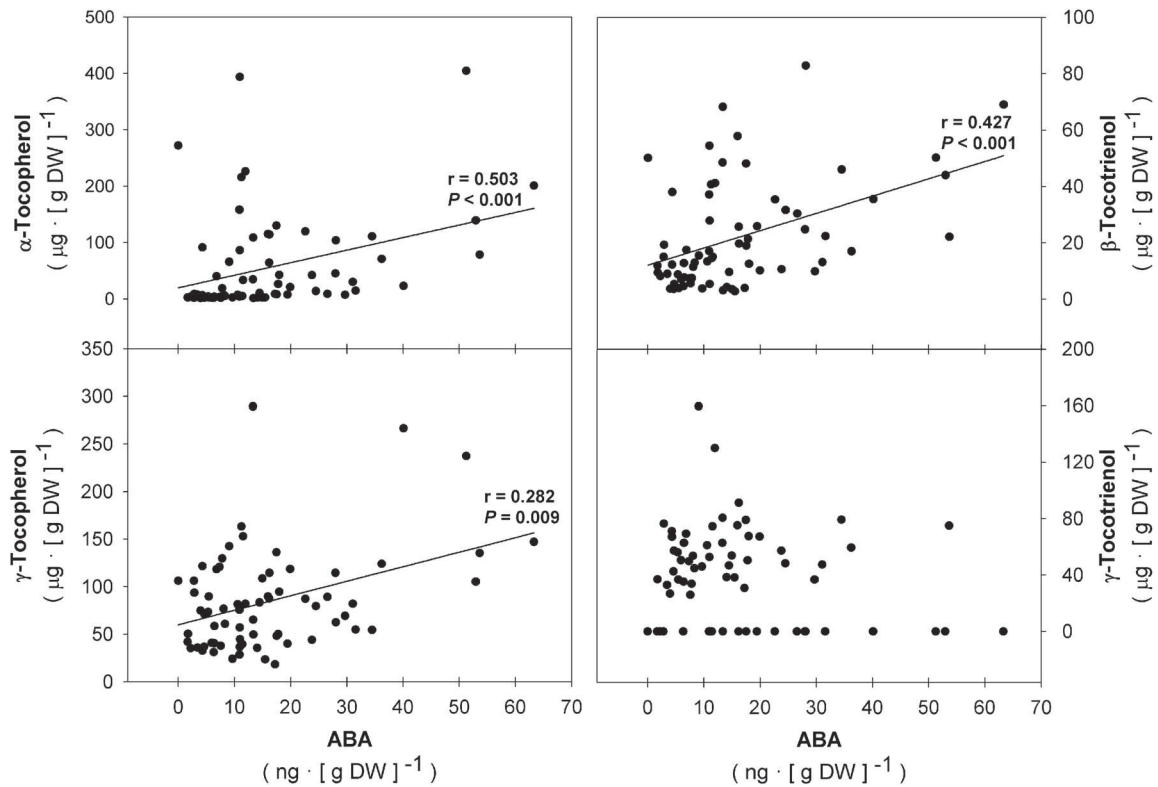 500
400
300
200
100
0
α-Tocopherol
( μg · [ g DW ] -1
r = 0.503
P < 0.001
100
80
60
40
20
0
β-Tocotrienol
( μg · [ g DW ] -1
r = 0.427
P < 0.001
350
300
250
200
150
100
50
0
γ-Tocopherol
( μg · [ g DW ] -1
r = 0.282
P = 0.009
0 10 20 30 40 50 60 70
ABA
( ng · [ g DW ] -1 )
200
160
120
80
40
0
γ-Tocotrienol
( μg · [ g DW ] -1
0 10 20 30 40 50 60 70
ABA
( ng · [ g DW ] -1 )